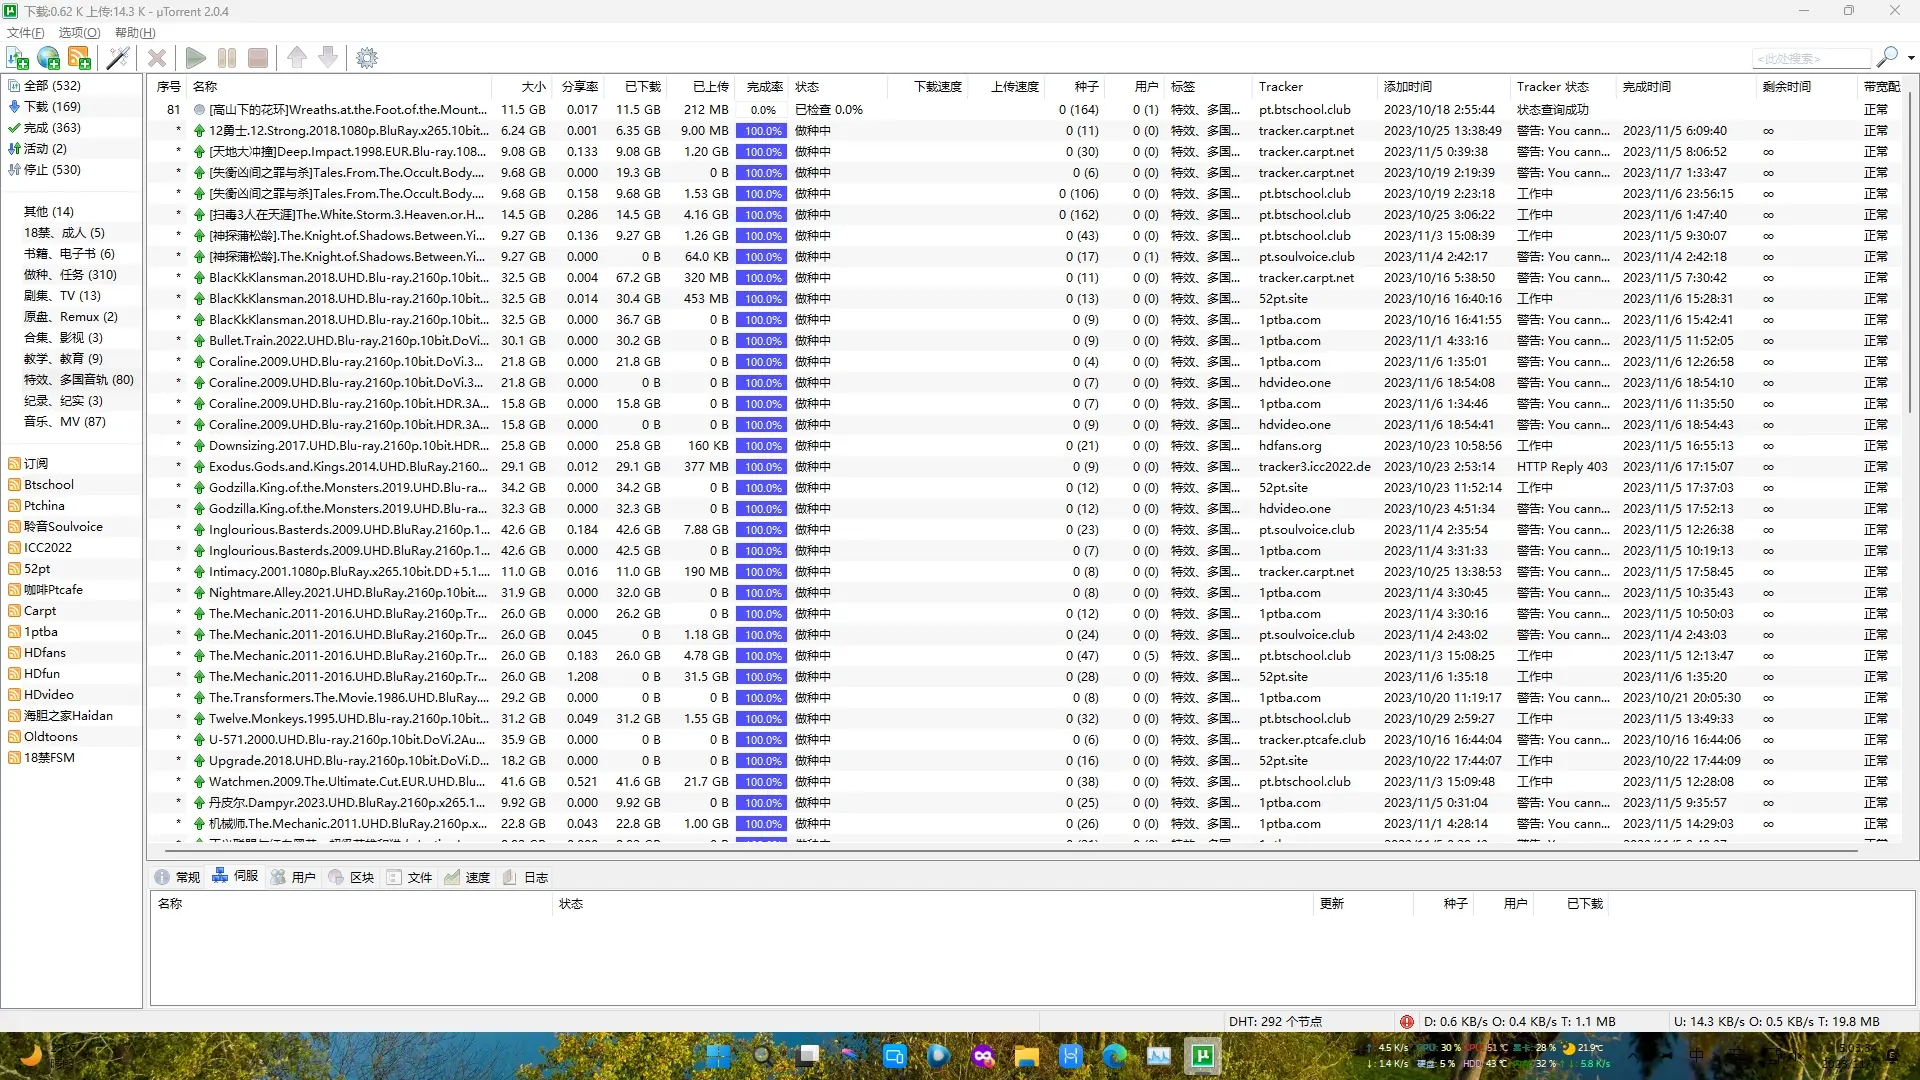 下载:0.62 K 上传:14.3 K - µTorrent 2.0.4
文件(F) 选项(O) 帮助(H)
<此处搜索>
全部 (532)
下载 (169)
完成 (363)
活动 (2)
停止 (530)
其他 (14)
18禁、成人 (5)
书籍、电子书 (6)
做种、任务 (310)
剧集、TV (13)
原盘、Remux (2)
合集、影视 (3)
教学、教育 (9)
特效、多国音轨 (80)
纪录、纪实 (3)
音乐、MV (87)
订阅
Btschool
Ptchina
聆音Soulvoice
ICC2022
52pt
咖啡Ptcafe
Carpt
1ptba
HDfans
HDfun
HDvideo
海胆之家Haidan
Oldtoons
18禁FSM
序号 名称 大小 分享率 已下载 已上传 完成率 状态 下载速度 上传速度 种子 用户 标签 Tracker 添加时间 Tracker 状态 完成时间 剩余时间 带宽配
81 [高山下的花环]Wreaths.at.the.Foot.of.the.Mount... 11.5 GB 0.017 11.5 GB 212 MB 0.0% 已检查 0.0% 0 (164) 0 (1) 特效、多国... pt.btschool.club 2023/10/18 2:55:44 状态查询成功 正常
* 12勇士.12.Strong.2018.1080p.BluRay.x265.10bit... 6.24 GB 0.001 6.35 GB 9.00 MB 100.0% 做种中 0 (11) 0 (0) 特效、多国... tracker.carpt.net 2023/10/25 13:38:49 警告: You cann... 2023/11/5 6:09:40 ∞ 正常
* [天地大冲撞]Deep.Impact.1998.EUR.Blu-ray.108... 9.08 GB 0.133 9.08 GB 1.20 GB 100.0% 做种中 0 (30) 0 (0) 特效、多国... tracker.carpt.net 2023/11/5 0:39:38 警告: You cann... 2023/11/5 8:06:52 ∞ 正常
* [失衡凶间之罪与杀]Tales.From.The.Occult.Body.... 9.68 GB 0.000 19.3 GB 0 B 100.0% 做种中 0 (6) 0 (0) 特效、多国... tracker.carpt.net 2023/10/19 2:19:39 警告: You cann... 2023/11/7 1:33:47 ∞ 正常
* [失衡凶间之罪与杀]Tales.From.The.Occult.Body.... 9.68 GB 0.158 9.68 GB 1.53 GB 100.0% 做种中 0 (106) 0 (0) 特效、多国... pt.btschool.club 2023/10/19 2:23:18 工作中 2023/11/6 23:56:15 ∞ 正常
* [扫毒3人在天涯]The.White.Storm.3.Heaven.or.H... 14.5 GB 0.286 14.5 GB 4.16 GB 100.0% 做种中 0 (162) 0 (0) 特效、多国... pt.btschool.club 2023/10/25 3:06:22 工作中 2023/11/6 1:47:40 ∞ 正常
* [神探蒲松龄].The.Knight.of.Shadows.Between.Yi... 9.27 GB 0.136 9.27 GB 1.26 GB 100.0% 做种中 0 (43) 0 (0) 特效、多国... pt.btschool.club 2023/11/3 15:08:39 工作中 2023/11/5 9:30:07 ∞ 正常
* [神探蒲松龄].The.Knight.of.Shadows.Between.Yi... 9.27 GB 0.000 0 B 64.0 KB 100.0% 做种中 0 (17) 0 (1) 特效、多国... pt.soulvoice.club 2023/11/4 2:42:17 警告: You cann... 2023/11/4 2:42:18 ∞ 正常
* BlacKkKlansman.2018.UHD.Blu-ray.2160p.10bit... 32.5 GB 0.004 67.2 GB 320 MB 100.0% 做种中 0 (11) 0 (0) 特效、多国... tracker.carpt.net 2023/10/16 5:38:50 警告: You cann... 2023/11/5 7:30:42 ∞ 正常
* BlacKkKlansman.2018.UHD.Blu-ray.2160p.10bit... 32.5 GB 0.014 30.4 GB 453 MB 100.0% 做种中 0 (13) 0 (0) 特效、多国... 52pt.site 2023/10/16 16:40:16 工作中 2023/11/6 15:28:31 ∞ 正常
* BlacKkKlansman.2018.UHD.Blu-ray.2160p.10bit... 32.5 GB 0.000 36.7 GB 0 B 100.0% 做种中 0 (9) 0 (0) 特效、多国... 1ptba.com 2023/10/16 16:41:55 警告: You cann... 2023/11/6 15:42:41 ∞ 正常
* Bullet.Train.2022.UHD.Blu-ray.2160p.10bit.DoVi... 30.1 GB 0.000 30.2 GB 0 B 100.0% 做种中 0 (9) 0 (0) 特效、多国... 1ptba.com 2023/11/1 4:33:16 警告: You cann... 2023/11/5 11:52:05 ∞ 正常
* Coraline.2009.UHD.Blu-ray.2160p.10bit.DoVi.3... 21.8 GB 0.000 21.8 GB 0 B 100.0% 做种中 0 (4) 0 (0) 特效、多国... 1ptba.com 2023/11/6 1:35:01 警告: You cann... 2023/11/6 12:26:58 ∞ 正常
* Coraline.2009.UHD.Blu-ray.2160p.10bit.DoVi.3... 21.8 GB 0.000 0 B 0 B 100.0% 做种中 0 (7) 0 (0) 特效、多国... hdvideo.one 2023/11/6 18:54:08 警告: You cann... 2023/11/6 18:54:10 ∞ 正常
* Coraline.2009.UHD.Blu-ray.2160p.10bit.HDR.3A... 15.8 GB 0.000 15.8 GB 0 B 100.0% 做种中 0 (7) 0 (0) 特效、多国... 1ptba.com 2023/11/6 1:34:46 警告: You cann... 2023/11/6 11:35:50 ∞ 正常
* Coraline.2009.UHD.Blu-ray.2160p.10bit.HDR.3A... 15.8 GB 0.000 0 B 0 B 100.0% 做种中 0 (9) 0 (0) 特效、多国... hdvideo.one 2023/11/6 18:54:41 警告: You cann... 2023/11/6 18:54:43 ∞ 正常
* Downsizing.2017.UHD.Blu-ray.2160p.10bit.HDR... 25.8 GB 0.000 25.8 GB 160 KB 100.0% 做种中 0 (21) 0 (0) 特效、多国... hdfans.org 2023/10/23 10:58:56 工作中 2023/11/5 16:55:13 ∞ 正常
* Exodus.Gods.and.Kings.2014.UHD.BluRay.2160... 29.1 GB 0.012 29.1 GB 377 MB 100.0% 做种中 0 (9) 0 (0) 特效、多国... tracker3.icc2022.de 2023/10/23 2:53:14 HTTP Reply 403 2023/11/6 17:15:07 ∞ 正常
* Godzilla.King.of.the.Monsters.2019.UHD.Blu-ra... 34.2 GB 0.000 34.2 GB 0 B 100.0% 做种中 0 (12) 0 (0) 特效、多国... 52pt.site 2023/10/23 11:52:14 工作中 2023/11/5 17:37:03 ∞ 正常
* Godzilla.King.of.the.Monsters.2019.UHD.Blu-ra... 32.3 GB 0.000 32.3 GB 0 B 100.0% 做种中 0 (12) 0 (0) 特效、多国... hdvideo.one 2023/10/23 4:51:34 警告: You cann... 2023/11/5 17:52:13 ∞ 正常
* Inglourious.Basterds.2009.UHD.BluRay.2160p.1... 42.6 GB 0.184 42.6 GB 7.88 GB 100.0% 做种中 0 (23) 0 (0) 特效、多国... pt.soulvoice.club 2023/11/4 2:35:54 警告: You cann... 2023/11/5 12:26:38 ∞ 正常
* Inglourious.Basterds.2009.UHD.BluRay.2160p.1... 42.6 GB 0.000 42.5 GB 0 B 100.0% 做种中 0 (7) 0 (0) 特效、多国... 1ptba.com 2023/11/4 3:31:33 警告: You cann... 2023/11/5 10:19:13 ∞ 正常
* Intimacy.2001.1080p.BluRay.x265.10bit.DD+5.1.... 11.0 GB 0.016 11.0 GB 190 MB 100.0% 做种中 0 (8) 0 (0) 特效、多国... tracker.carpt.net 2023/10/25 13:38:53 警告: You cann... 2023/11/5 17:58:45 ∞ 正常
* Nightmare.Alley.2021.UHD.BluRay.2160p.10bit... 31.9 GB 0.000 32.0 GB 0 B 100.0% 做种中 0 (8) 0 (0) 特效、多国... 1ptba.com 2023/11/4 3:30:45 警告: You cann... 2023/11/5 10:35:43 ∞ 正常
* The.Mechanic.2011-2016.UHD.BluRay.2160p.Tr... 26.0 GB 0.000 26.2 GB 0 B 100.0% 做种中 0 (12) 0 (0) 特效、多国... 1ptba.com 2023/11/4 3:30:16 警告: You cann... 2023/11/5 10:50:03 ∞ 正常
* The.Mechanic.2011-2016.UHD.BluRay.2160p.Tr... 26.0 GB 0.045 0 B 1.18 GB 100.0% 做种中 0 (24) 0 (0) 特效、多国... pt.soulvoice.club 2023/11/4 2:43:02 警告: You cann... 2023/11/4 2:43:03 ∞ 正常
* The.Mechanic.2011-2016.UHD.BluRay.2160p.Tr... 26.0 GB 0.183 26.0 GB 4.78 GB 100.0% 做种中 0 (47) 0 (5) 特效、多国... pt.btschool.club 2023/11/3 15:08:25 工作中 2023/11/5 12:13:47 ∞ 正常
* The.Mechanic.2011-2016.UHD.BluRay.2160p.Tr... 26.0 GB 1.208 0 B 31.5 GB 100.0% 做种中 0 (28) 0 (0) 特效、多国... 52pt.site 2023/11/6 1:35:18 工作中 2023/11/6 1:35:20 ∞ 正常
* The.Transformers.The.Movie.1986.UHD.BluRay.... 29.2 GB 0.000 0 B 0 B 100.0% 做种中 0 (8) 0 (0) 特效、多国... 1ptba.com 2023/10/20 11:19:17 警告: You cann... 2023/10/21 20:05:30 ∞ 正常
* Twelve.Monkeys.1995.UHD.Blu-ray.2160p.10bit... 31.2 GB 0.049 31.2 GB 1.55 GB 100.0% 做种中 0 (32) 0 (0) 特效、多国... pt.btschool.club 2023/10/29 2:59:27 工作中 2023/11/5 13:49:33 ∞ 正常
* U-571.2000.UHD.Blu-ray.2160p.10bit.DoVi.2Au... 35.9 GB 0.000 0 B 0 B 100.0% 做种中 0 (6) 0 (0) 特效、多国... tracker.ptcafe.club 2023/10/16 16:44:04 警告: You cann... 2023/10/16 16:44:06 ∞ 正常
* Upgrade.2018.UHD.Blu-ray.2160p.10bit.DoVi.D... 18.2 GB 0.000 0 B 0 B 100.0% 做种中 0 (16) 0 (0) 特效、多国... 52pt.site 2023/10/22 17:44:07 工作中 2023/10/22 17:44:09 ∞ 正常
* Watchmen.2009.The.Ultimate.Cut.EUR.UHD.Blu... 41.6 GB 0.521 41.6 GB 21.7 GB 100.0% 做种中 0 (38) 0 (0) 特效、多国... pt.btschool.club 2023/11/3 15:09:48 工作中 2023/11/5 12:28:08 ∞ 正常
* 丹皮尔.Dampyr.2023.UHD.BluRay.2160p.x265.1... 9.92 GB 0.000 9.92 GB 0 B 100.0% 做种中 0 (25) 0 (0) 特效、多国... 1ptba.com 2023/11/5 0:31:04 警告: You cann... 2023/11/5 9:35:57 ∞ 正常
* 机械师.The.Mechanic.2011.UHD.BluRay.2160p.x... 22.8 GB 0.043 22.8 GB 1.00 GB 100.0% 做种中 0 (26) 0 (0) 特效、多国... 1ptba.com 2023/11/1 4:28:14 警告: You cann... 2023/11/5 14:29:03 ∞ 正常
常规 伺服 用户 区块 文件 速度 日志
名称 状态 更新 种子 用户 已下载
DHT: 292 个节点 D: 0.6 KB/s O: 0.4 KB/s T: 1.1 MB U: 14.3 KB/s O: 0.5 KB/s T: 19.8 MB
↑: 4.5 K/s CPU: 30 % 51 ℃ 28 % 21.9℃
↓: 1.4 K/s 硬盘: 5 % HDD: 43 ℃ 32 % 5.8 K/s